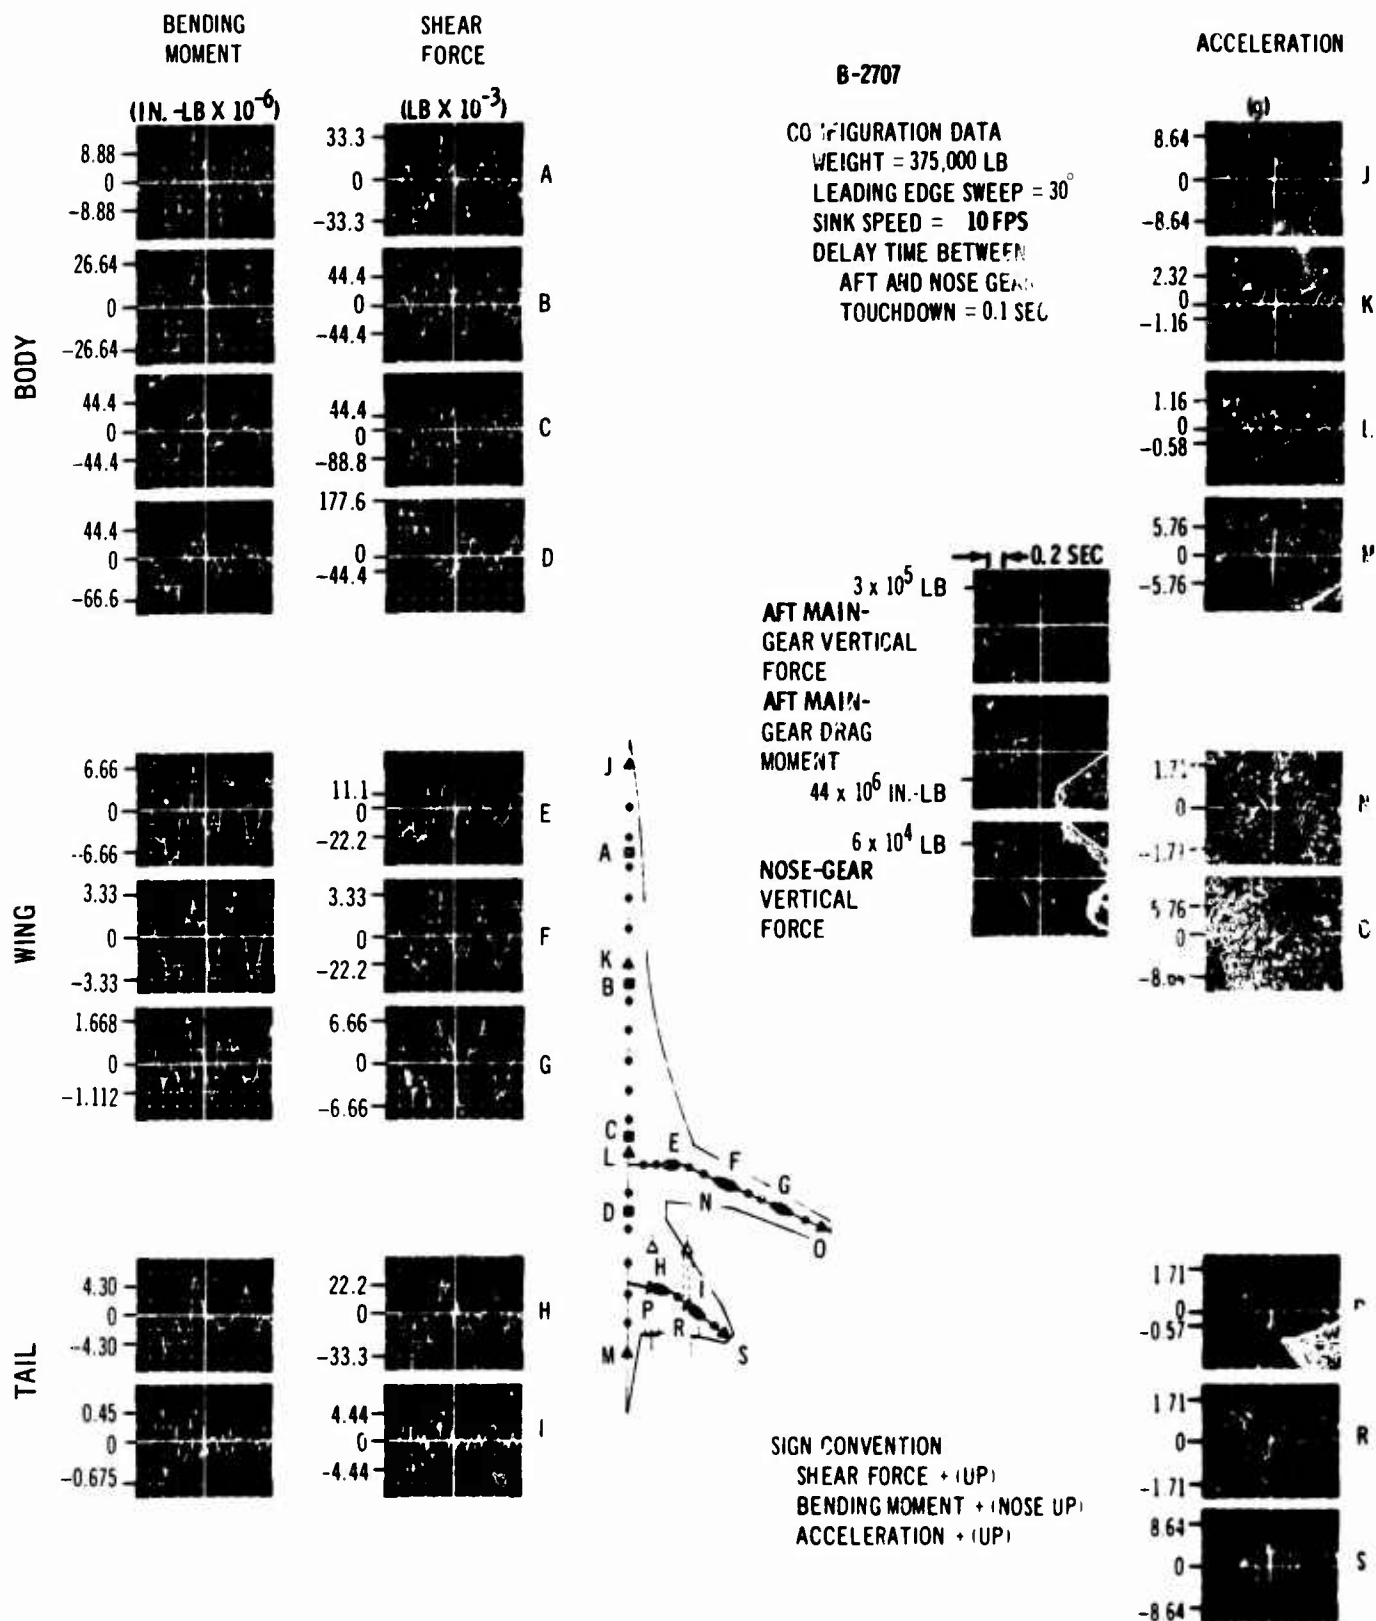 BENDING
MOMENT
(IN.-LB X 10-6)
SHEAR
FORCE
(LB X 10-3)
B-2707
WEIGHT = 375,000 LB
LEADING EDGE SWEEP = 30°
SINK SPEED = 10 FPS
DELAY TIME BETWEEN
AFT AND NOSE GEAR
TOUCHDOWN = 0.1 SEC
ACCELERATION
(g)
BODY
8.88
0
-8.88
33.3
0
-33.3
A
8.64
0
-8.64
J
26.64
0
-26.64
44.4
0
-44.4
B
2.32
0
-1.16
K
44.4
0
-44.4
44.4
0
-88.8
C
1.16
0
-0.58
44.4
0
-66.6
177.6
0
-44.4
D
5.76
0
-5.76
0.2 SEC
3 x 10^5 LB
AFT MAIN-
GEAR VERTICAL
FORCE
AFT MAIN-
GEAR DRAG
MOMENT
44 x 10^6 IN.-LB
6 x 10^4 LB
NOSE-GEAR
VERTICAL
FORCE
WING
6.66
0
-6.66
11.1
0
-22.2
E
1.71
0
-1.71
3.33
0
-3.33
3.33
0
-22.2
F
5 76
0
1.668
0
-1.112
6.66
0
-6.66
G
J
A
K
B
C
L
D
M
E
F
G
N
O
H
I
P
R
S
TAIL
4.30
0
-4.30
22.2
0
-33.3
H
1 71
0
-0.57
0.45
0
-0.675
4.44
0
-4.44
I
1 71
0
-1 71
R
8 64
0
-8 64
S
SIGN CONVENTION
SHEAR FORCE + (UP)
BENDING MOMENT + (NOSE UP)
ACCELERATION + (UP)